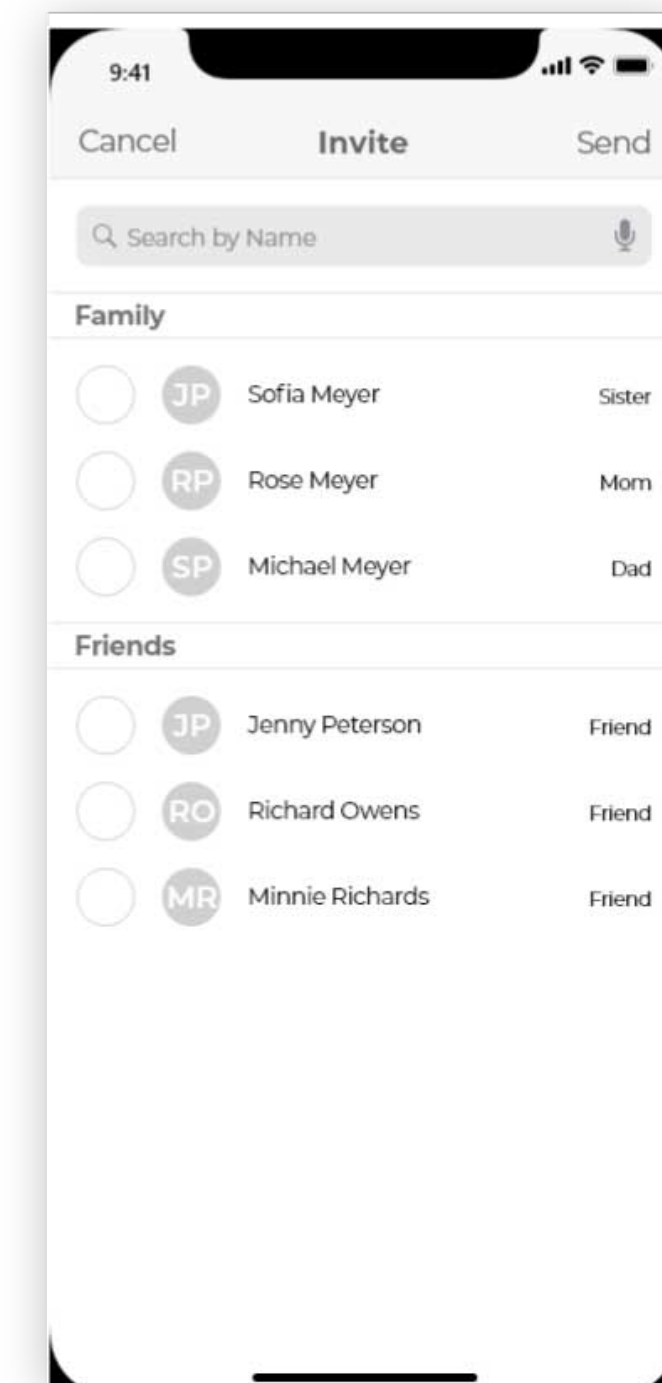 9:41
Cancel Invite Send
Search by Name
Family
JP Sofia Meyer Sister
RP Rose Meyer Mom
SP Michael Meyer Dad
Friends
JP Jenny Peterson Friend
RO Richard Owens Friend
MR Minnie Richards Friend